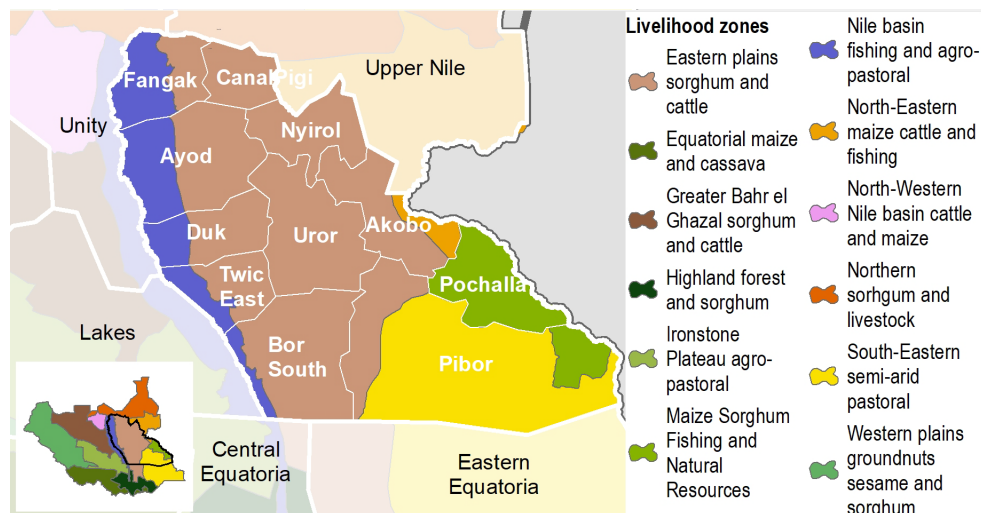 Fangak
Canal Pigi
Upper Nile
Unity
Nyirol
Ayod
Akobo
Duk
Uror
Twic
East
Pochalla
Lakes
Bor
South
Pibor
Central
Equatoria
Eastern
Equatoria
Livelihood zones
Eastern plains
sorghum and
cattle
Equatorial maize
and cassava
Greater Bahr el
Ghazal sorghum
and cattle
Highland forest
and sorghum
Ironstone
Plateau agro-
pastoral
Maize Sorghum
Fishing and
Natural
Resources
Nile basin
fishing and agro-
pastoral
North-Eastern
maize cattle and
fishing
North-Western
Nile basin cattle
and maize
Northern
sorhgum and
livestock
South-Eastern
semi-arid
pastoral
Western plains
groundnuts
sesame and
sorghum